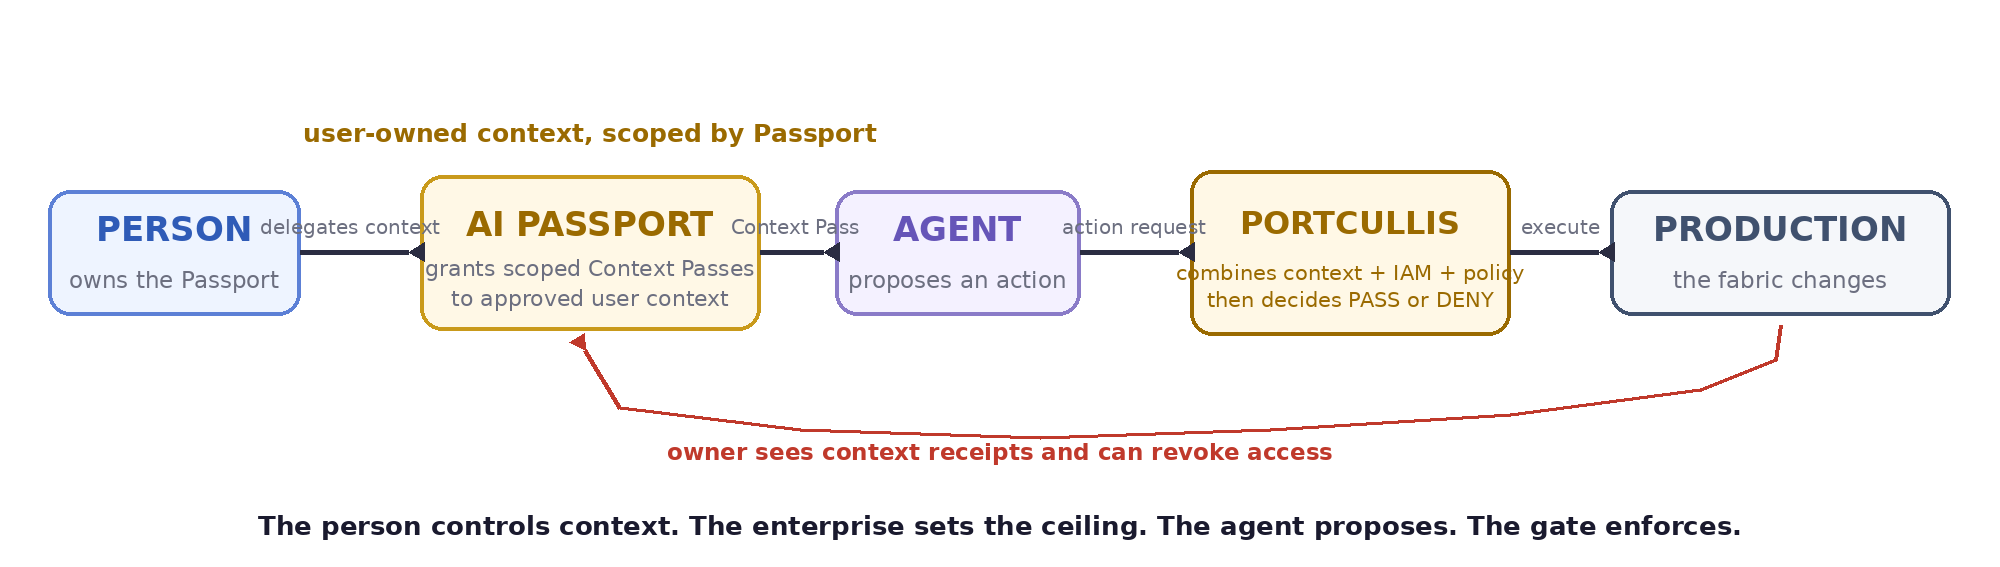 user-owned context, scoped by Passport
PERSON
owns the Passport
delegates context
AI PASSPORT
grants scoped Context Passes
to approved user context
Context Pass
AGENT
proposes an action
action request
PORTCULLIS
combines context + IAM + policy
then decides PASS or DENY
execute
PRODUCTION
the fabric changes
owner sees context receipts and can revoke access
The person controls context. The enterprise sets the ceiling. The agent proposes. The gate enforces.